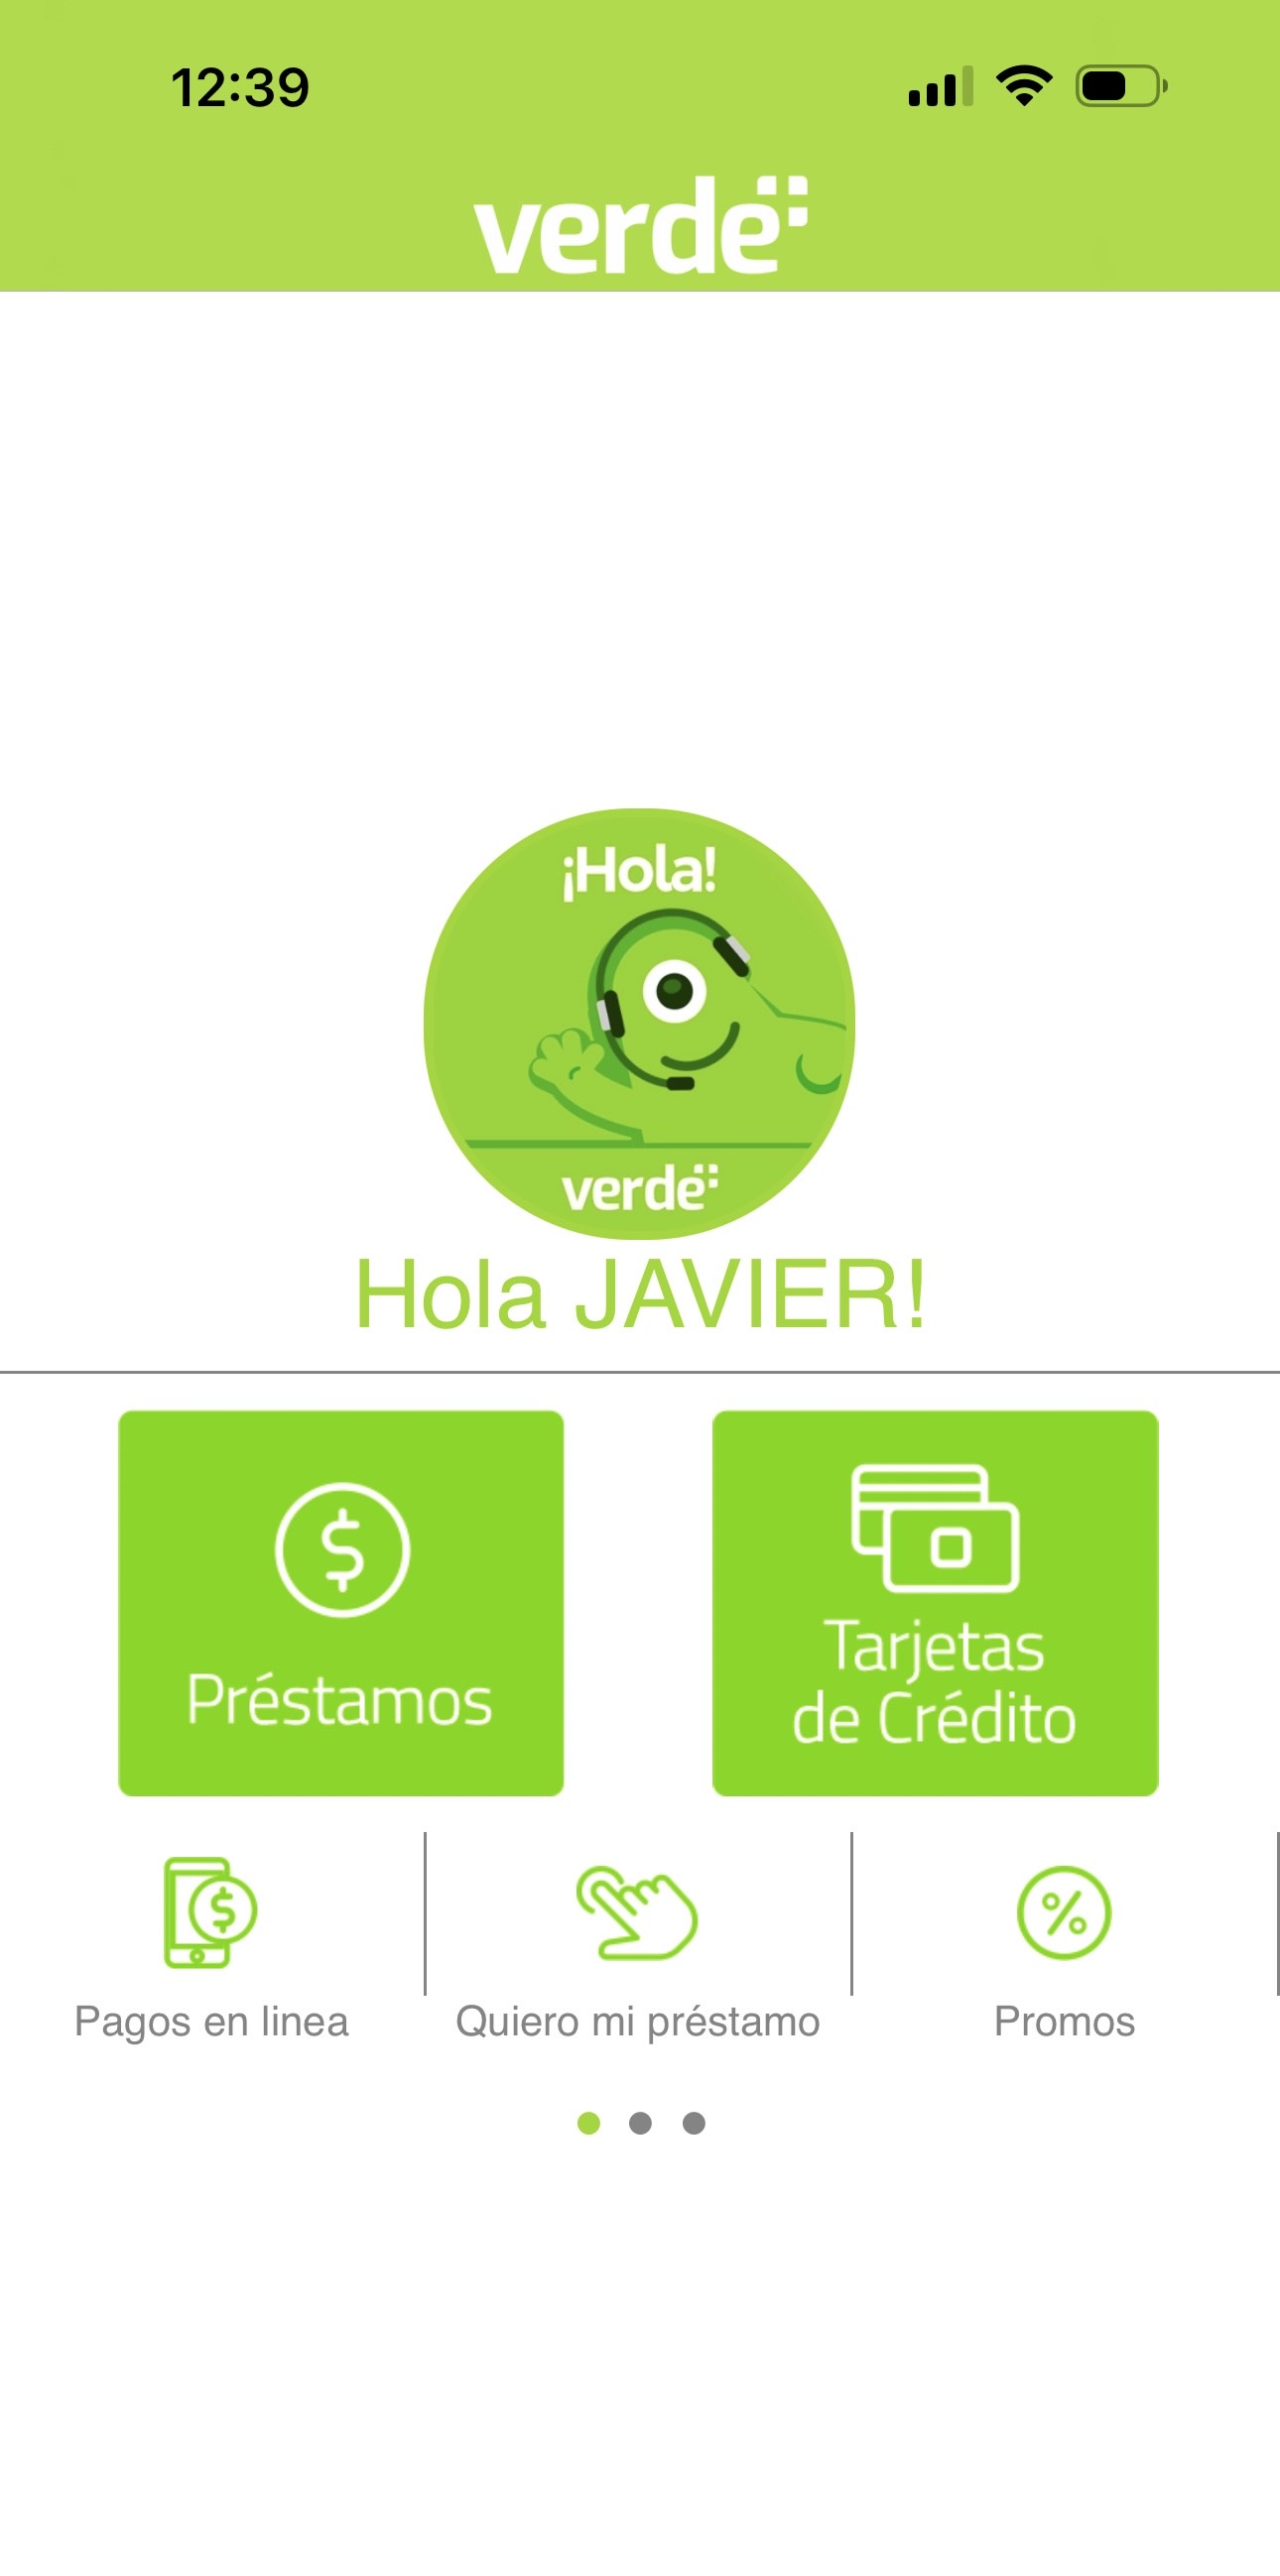 12:39
verde
¡Hola!
verde
Hola JAVIER!
Préstamos
Tarjetas
de Crédito
Pagos en linea
Quiero mi préstamo
Promos